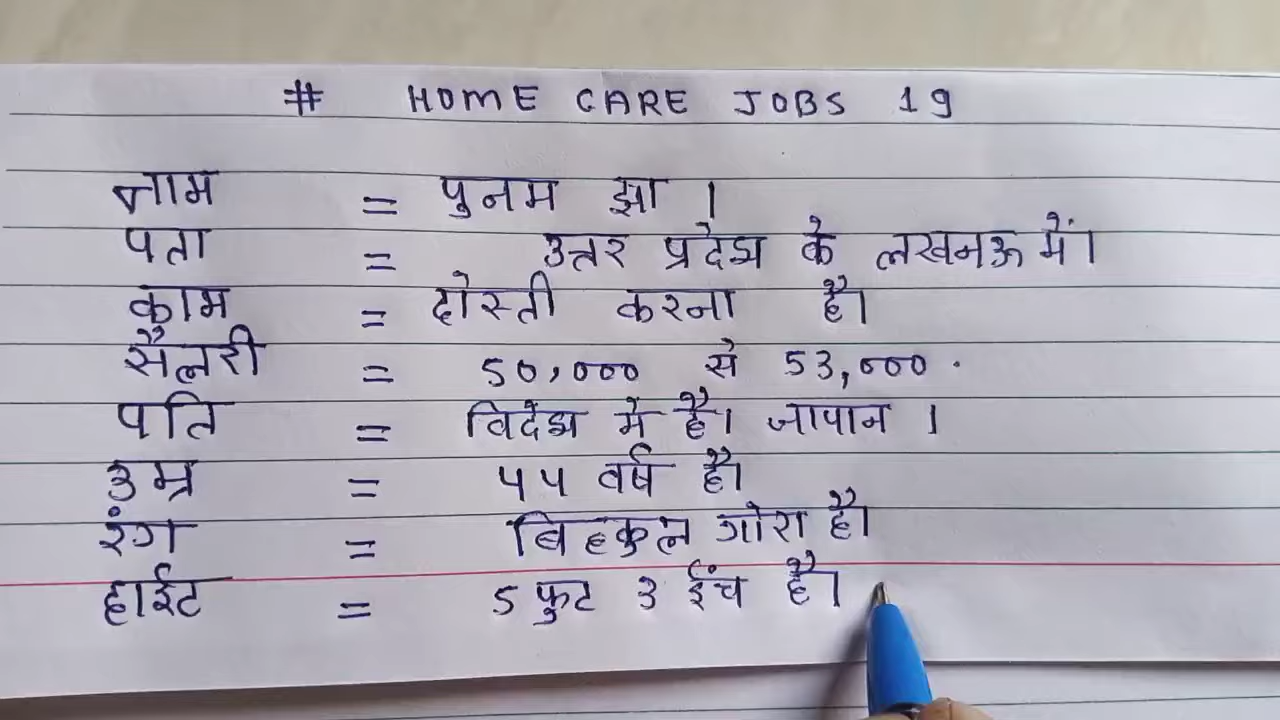 # HOME CARE JOBS 19
नाम = पुनम झा ।
पता = उत्तर प्रदेश के लखनऊ में।
काम = दोस्ती करना है।
सैलरी = 50,000 से 53,000.
पति = विदेश में है। जापान ।
उम्र = ५५ वर्ष है।
रंग = बिल्कुल गोरा है।
हाईट = 5 फुट 3 ईंच है।